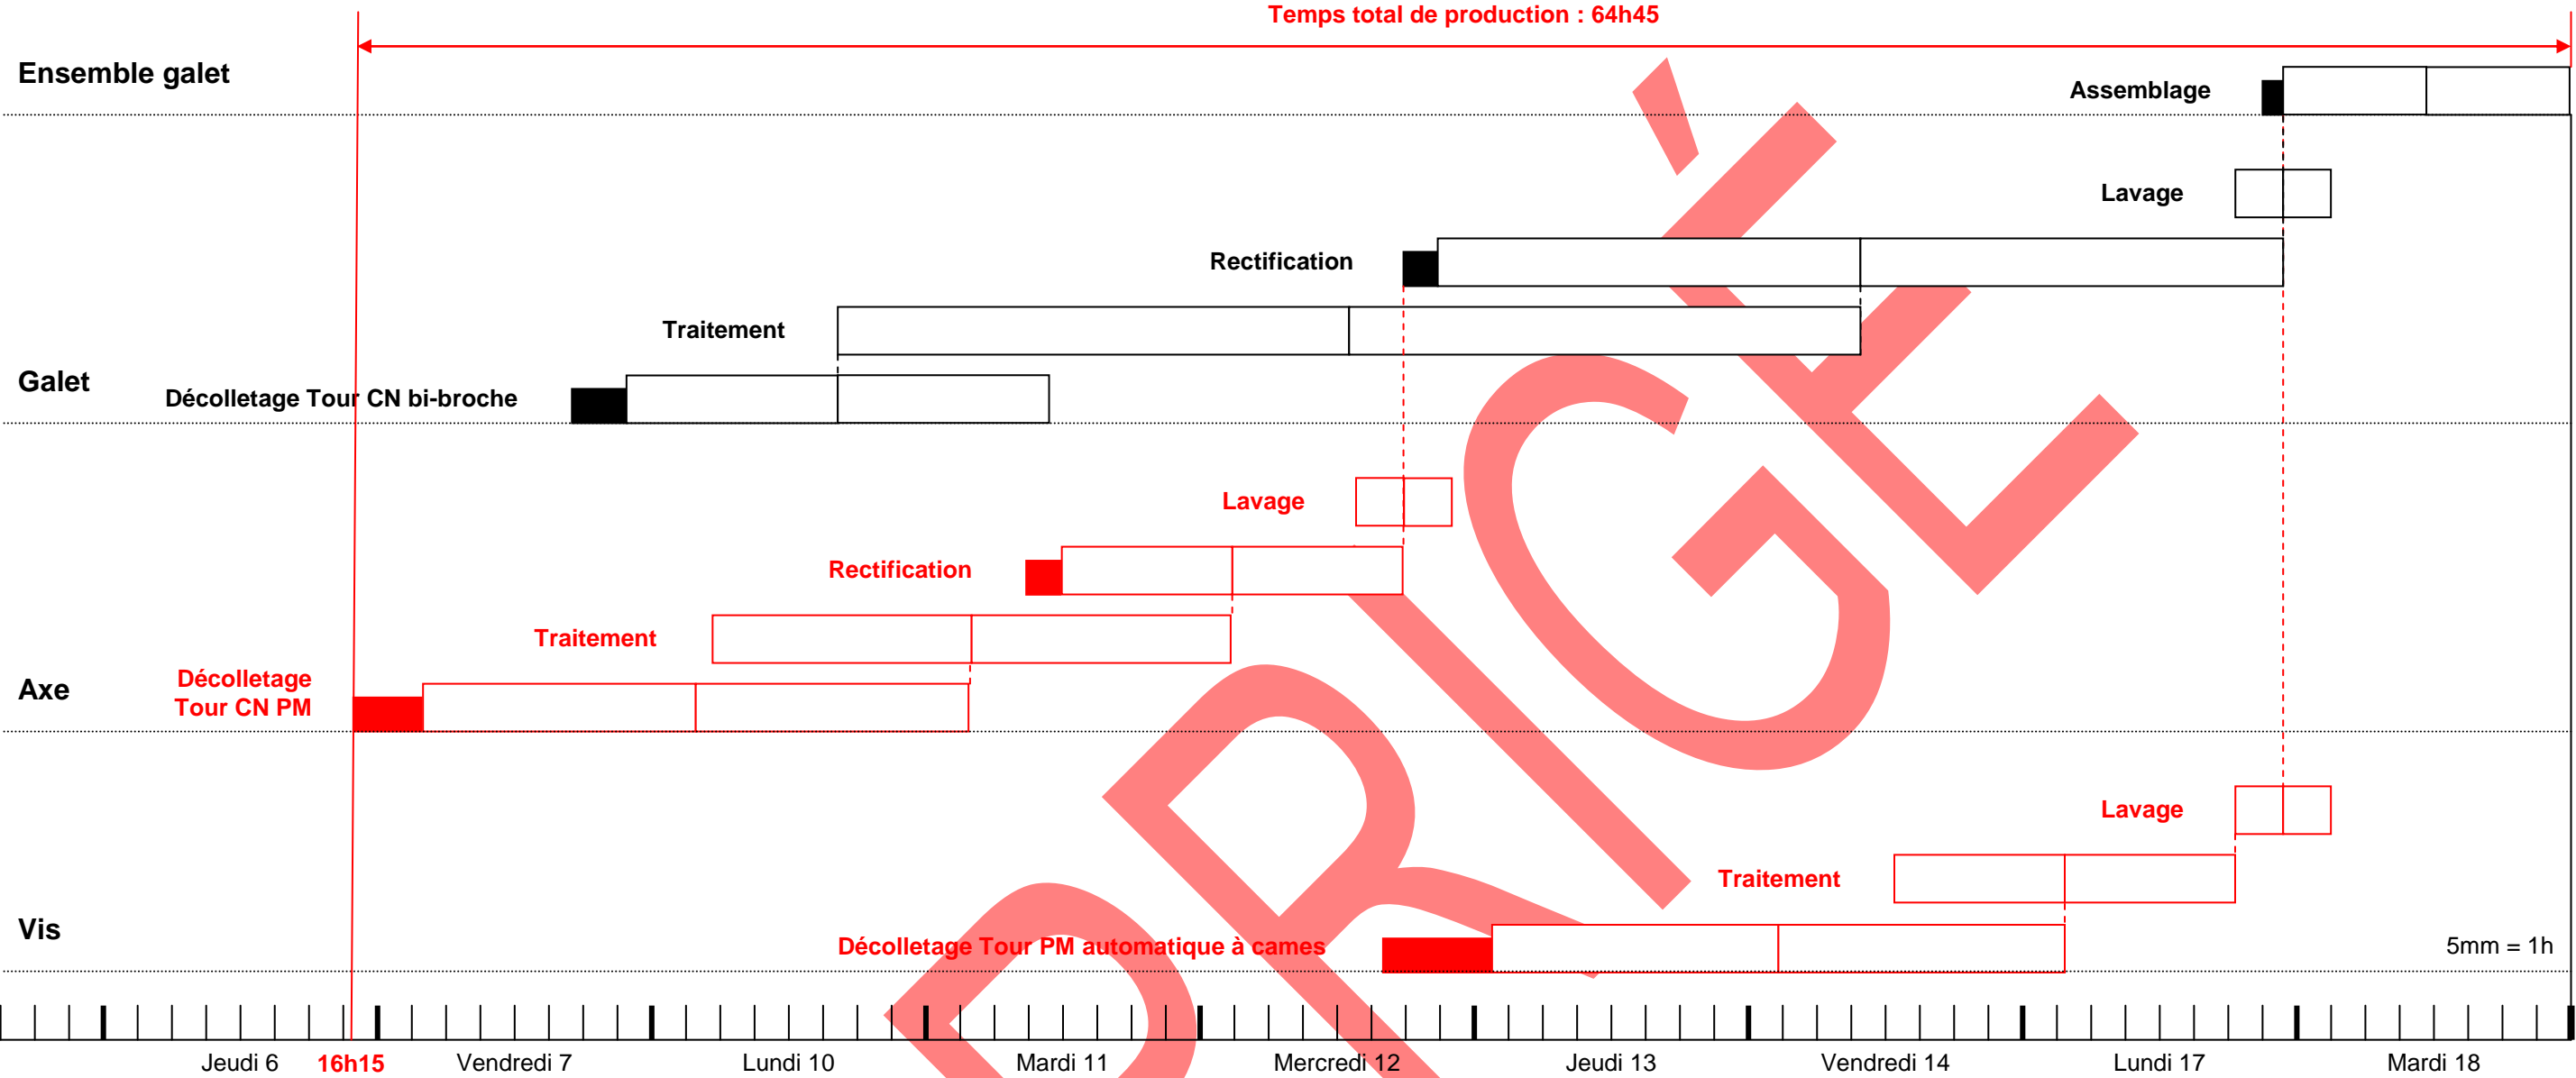 Temps total de production : 64h45
Ensemble galet
Assemblage
Lavage
Rectification
Traitement
Galet
Décolletage Tour CN bi-broche
Lavage
Rectification
Traitement
Axe
Décolletage
Tour CN PM
Lavage
Traitement
Vis
Décolletage Tour PM automatique à cames
5mm = 1h
Jeudi 6
16h15
Vendredi 7
Lundi 10
Mardi 11
Mercredi 12
Jeudi 13
Vendredi 14
Lundi 17
Mardi 18
RIGÉ